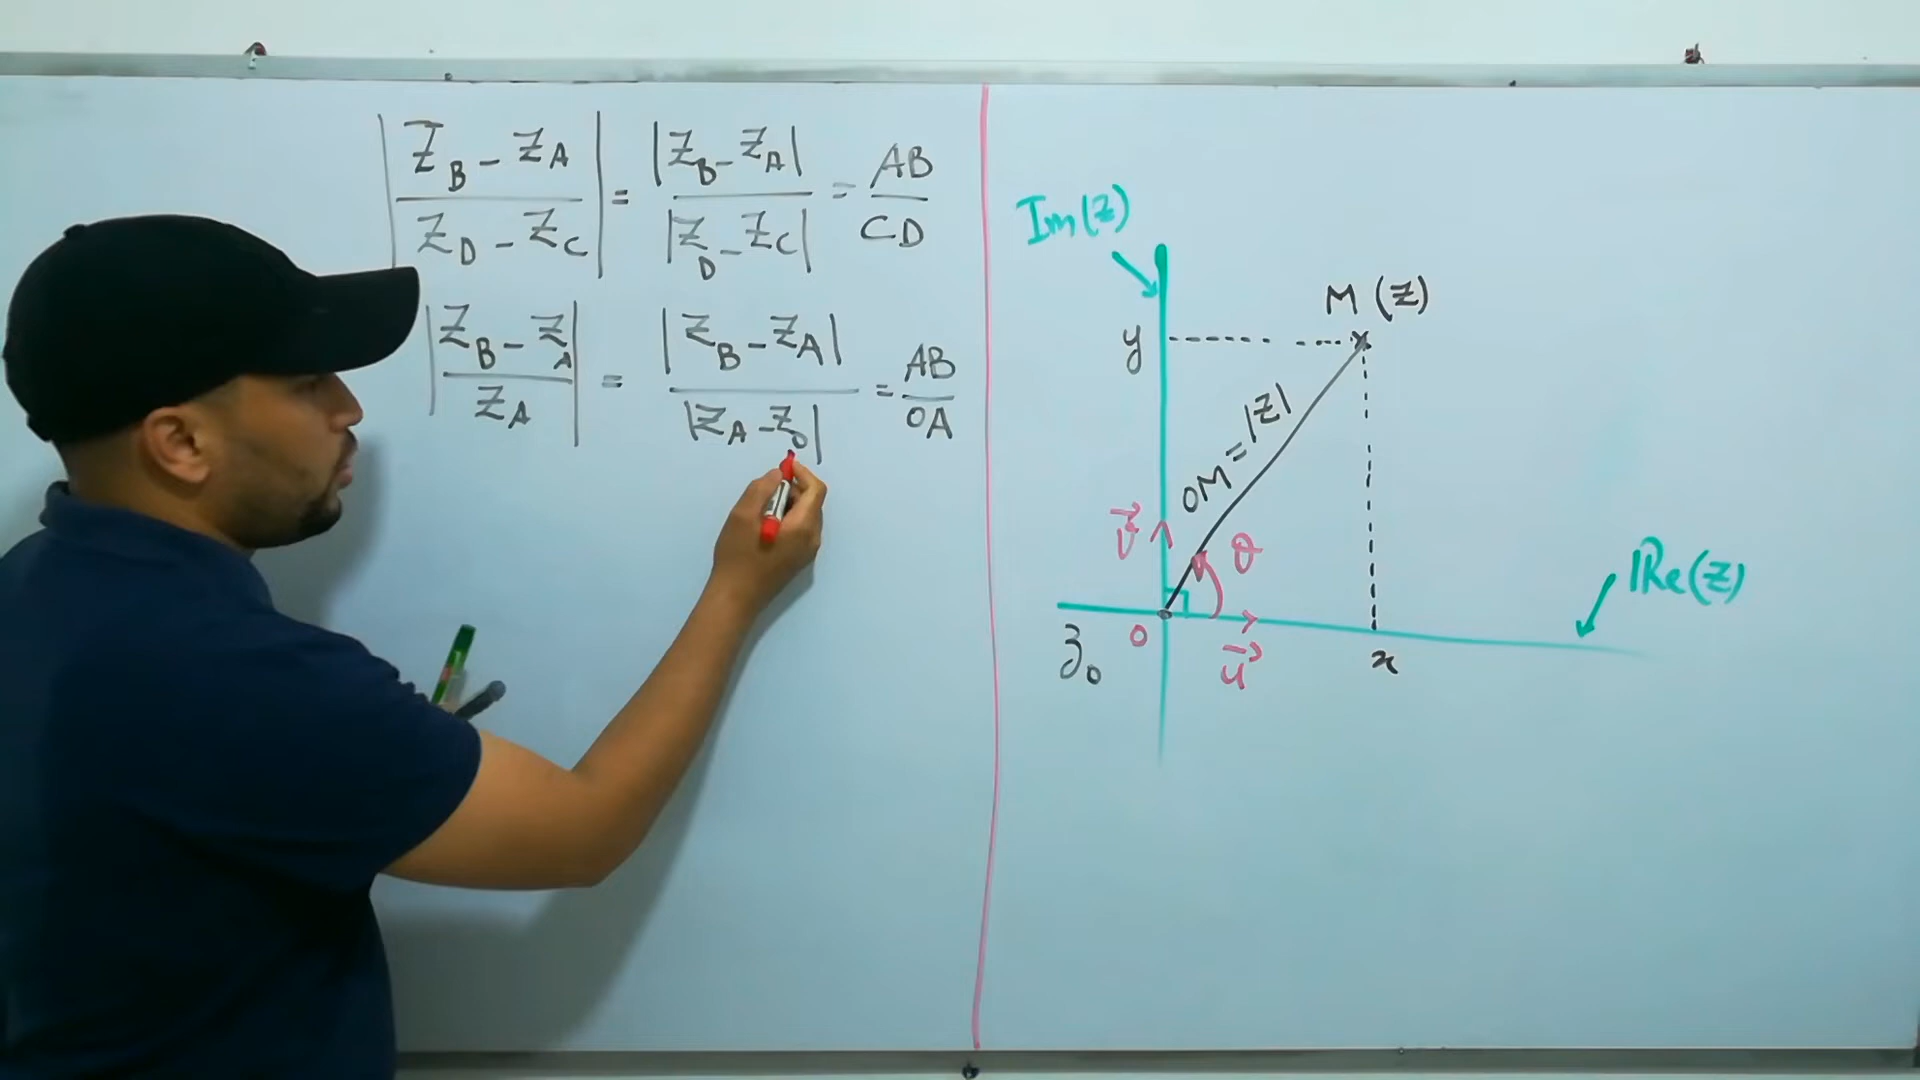 |Z_B - Z_A / Z_D - Z_C| = |Z_B - Z_A| / |Z_D - Z_C| = AB / CD
|Z_B - Z_A / Z_A| = |Z_B - Z_A| / |Z_A - Z_0| = AB / OA
Im(Z)
M (Z)
y
OM = |Z|
v⃗
θ
Re(Z)
O
z_0
u⃗
x